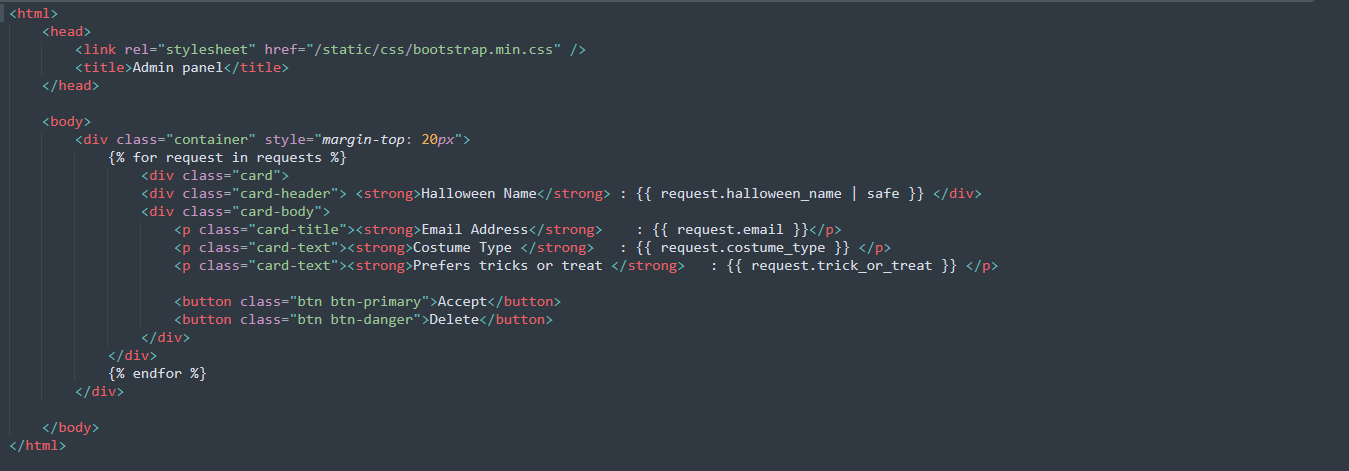 <html>
<head>
<link rel="stylesheet" href="/static/css/bootstrap.min.css" />
<title>Admin panel</title>
</head>
<body>
<div class="container" style="margin-top: 20px">
{% for request in requests %}
<div class="card">
<div class="card-header"> <strong>Halloween Name</strong> : {{ request.halloween_name | safe }} </div>
<div class="card-body">
<p class="card-title"><strong>Email Address</strong>    : {{ request.email }}</p>
<p class="card-text"><strong>Costume Type </strong>   : {{ request.costume_type }} </p>
<p class="card-text"><strong>Prefers tricks or treat </strong>   : {{ request.trick_or_treat }} </p>
<button class="btn btn-primary">Accept</button>
<button class="btn btn-danger">Delete</button>
</div>
</div>
{% endfor %}
</div>
</body>
</html>